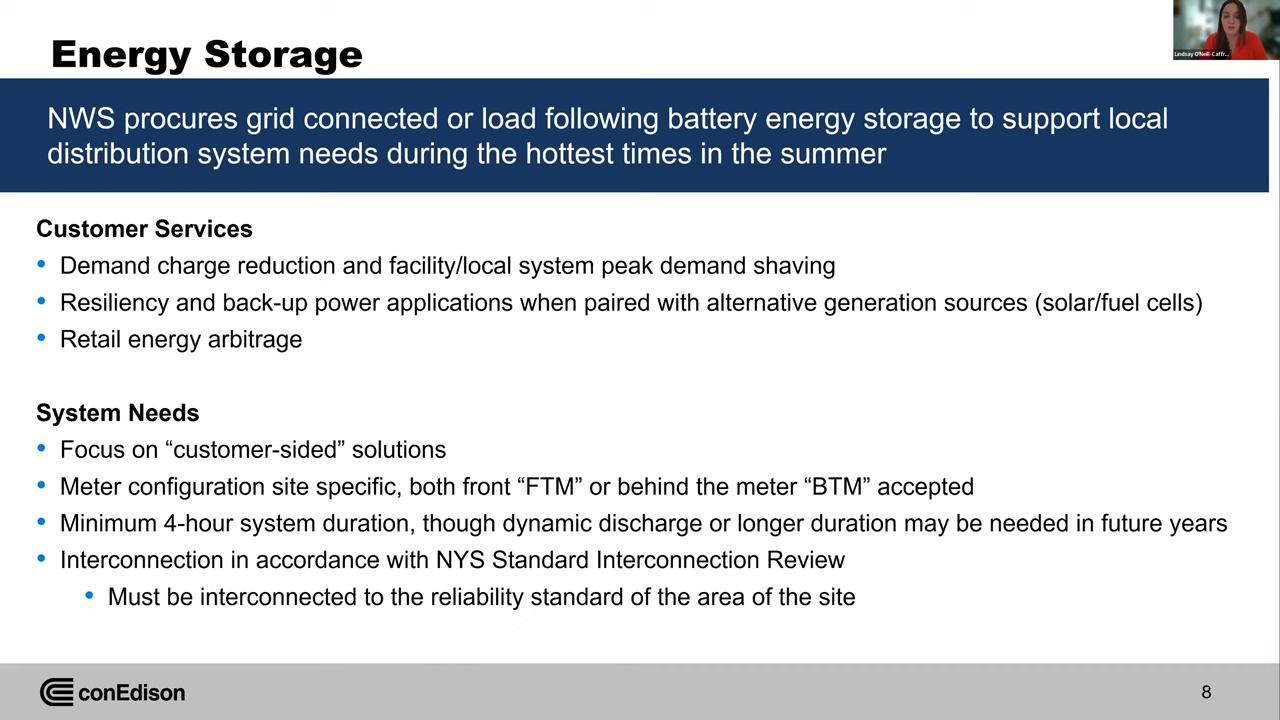 Energy Storage
Lindsay O'Neill-Caffr...
NWS procures grid connected or load following battery energy storage to support local
distribution system needs during the hottest times in the summer
Customer Services
• Demand charge reduction and facility/local system peak demand shaving
• Resiliency and back-up power applications when paired with alternative generation sources (solar/fuel cells)
• Retail energy arbitrage
System Needs
• Focus on “customer-sided” solutions
• Meter configuration site specific, both front “FTM” or behind the meter “BTM” accepted
• Minimum 4-hour system duration, though dynamic discharge or longer duration may be needed in future years
• Interconnection in accordance with NYS Standard Interconnection Review
• Must be interconnected to the reliability standard of the area of the site
conEdison
8